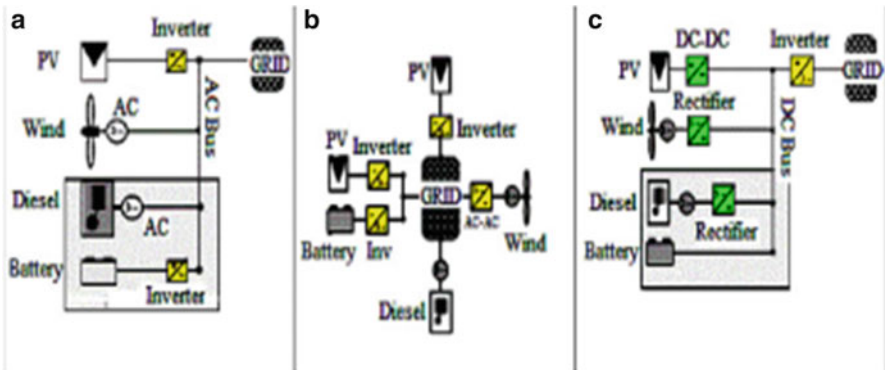 a
Inverter
PV
GRID
AC
Wind
AC Bus
Diesel
AC
Battery
Inverter
b
PV
Inverter
PV Inverter
GRID
AC-AC
Battery Inv
Wind
Diesel
c
DC-DC Inverter
PV
GRID
Rectifier
Wind
DC Bus
Diesel
Rectifier
Battery